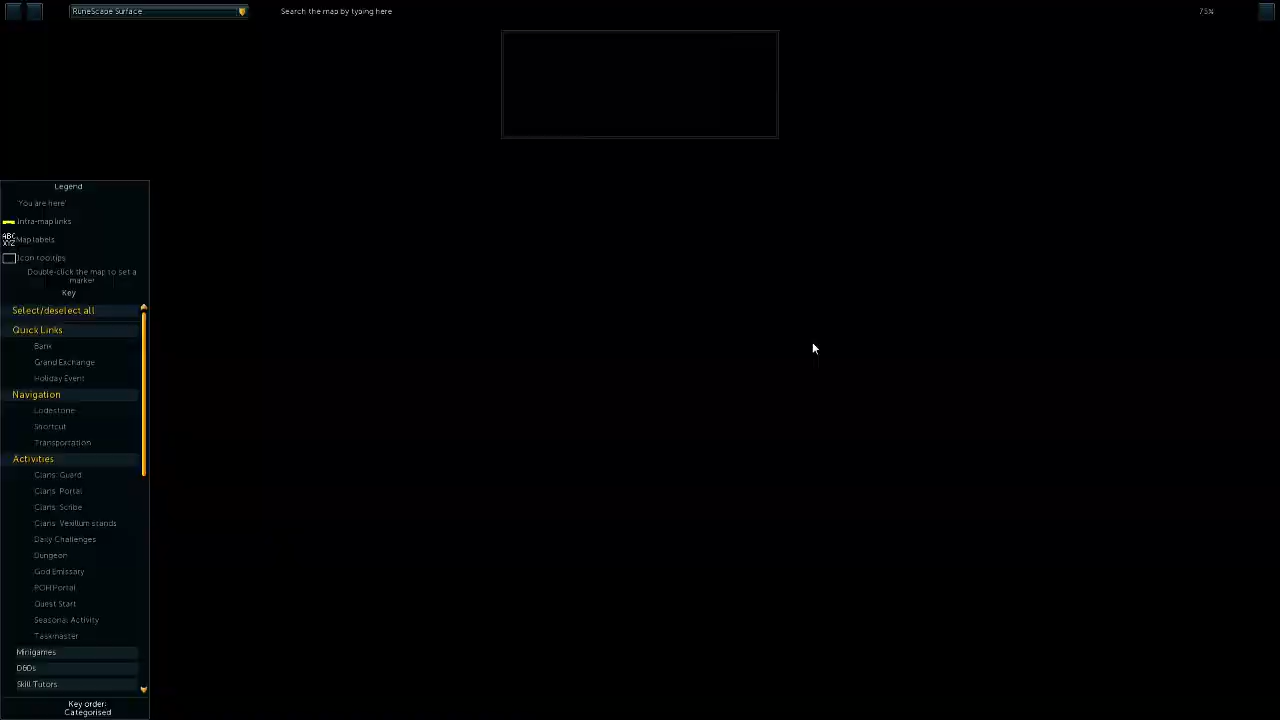 RuneScape Surface
Search the map by typing here
75%
Legend
'You are here'
Intra-map links
ABC
XYZ
Map labels
Icon tooltips
Double-click the map to set a
marker
Key
Select/deselect all
Quick Links
Bank
Grand Exchange
Holiday Event
Navigation
Lodestone
Shortcut
Transportation
Activities
Clans: Guard
Clans: Portal
Clans: Scribe
Clans: Vexillum stands
Daily Challenges
Dungeon
God Emissary
POH Portal
Quest Start
Seasonal Activity
Taskmaster
Minigames
D&Ds
Skill Tutors
Key order:
Categorised